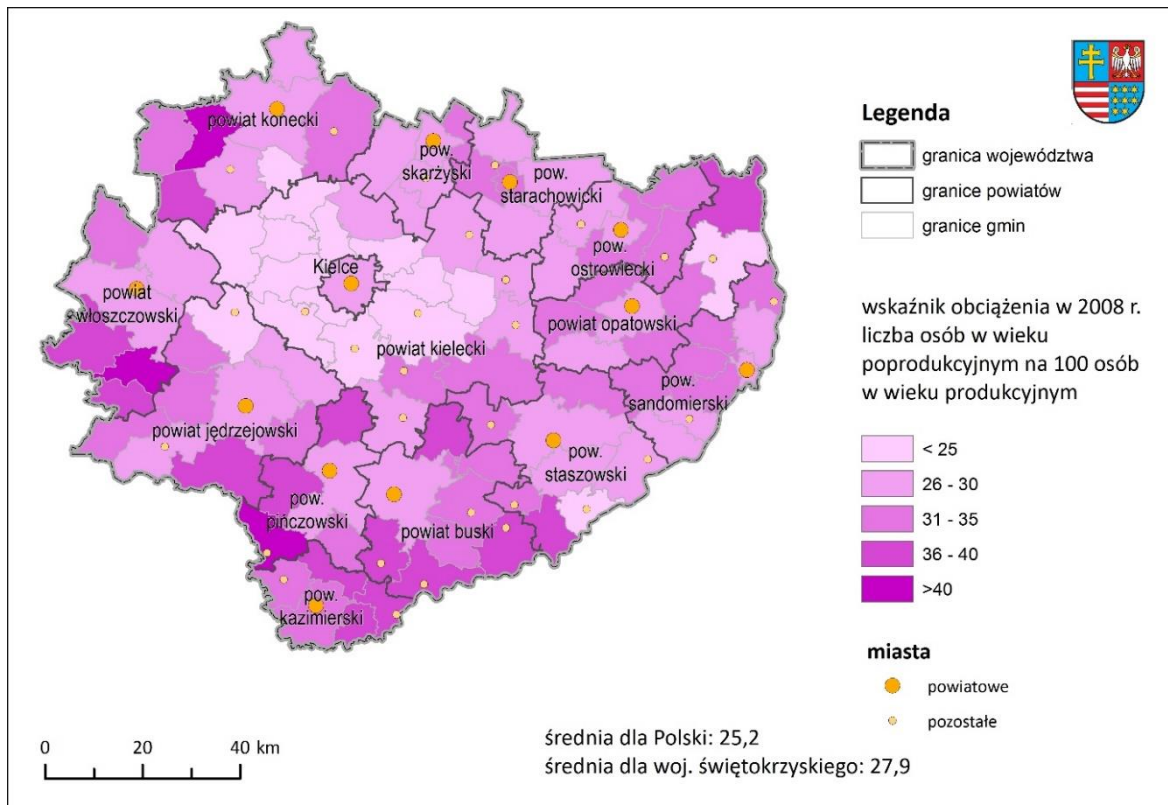 powiat konecki
pow.
skarżyski
pow.
starachowicki
Kielce
pow.
ostrowiecki
powiat
włoszczowski
powiat opatowski
powiat kielecki
pow.
sandomierski
powiat jędrzejowski
pow.
staszowski
pow.
pińczowski
powiat buski
pow.
kazimierski
Legenda
granica województwa
granice powiatów
granice gmin
wskaźnik obciążenia w 2008 r.
liczba osób w wieku
poprodukcyjnym na 100 osób
w wieku produkcyjnym
< 25
26 - 30
31 - 35
36 - 40
>40
miasta
powiatowe
pozostałe
0 20 40 km
średnia dla Polski: 25,2
średnia dla woj. świętokrzyskiego: 27,9